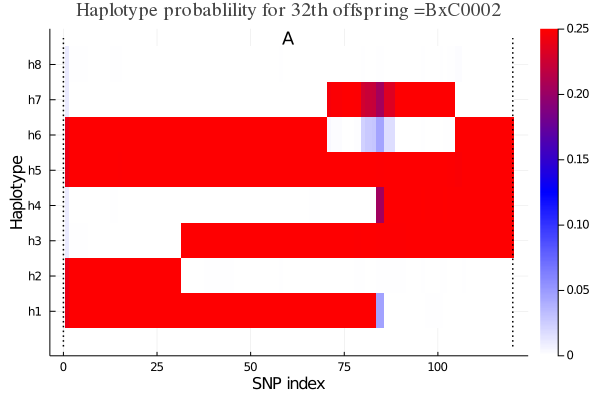 Haplotype probablility for 32th offspring =BxC0002
A
Haplotype
h8
h7
h6
h5
h4
h3
h2
h1
0
25
50
75
100
SNP index
0.25
0.20
0.15
0.10
0.05
0